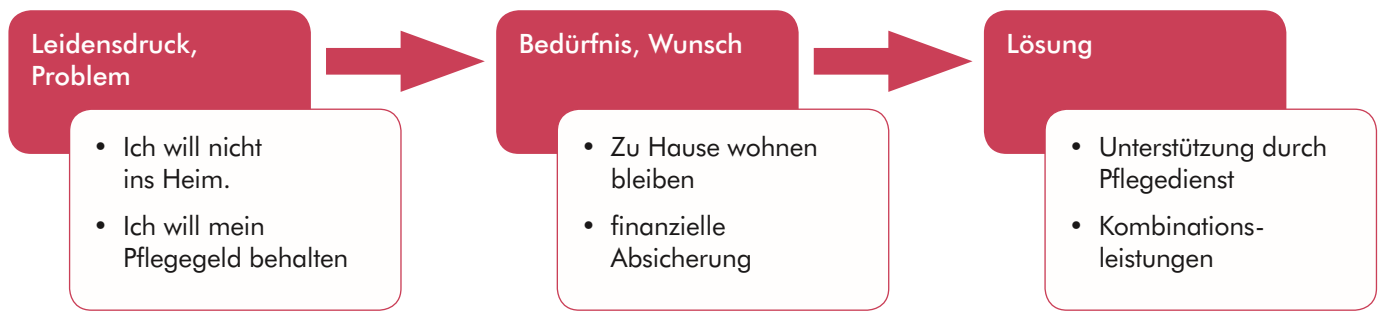 Leidensdruck,
Problem
• Ich will nicht
ins Heim.
• Ich will mein
Pflegegeld behalten
Bedürfnis, Wunsch
• Zu Hause wohnen
bleiben
• finanzielle
Absicherung
Lösung
• Unterstützung durch
Pflegedienst
• Kombinations-
leistungen